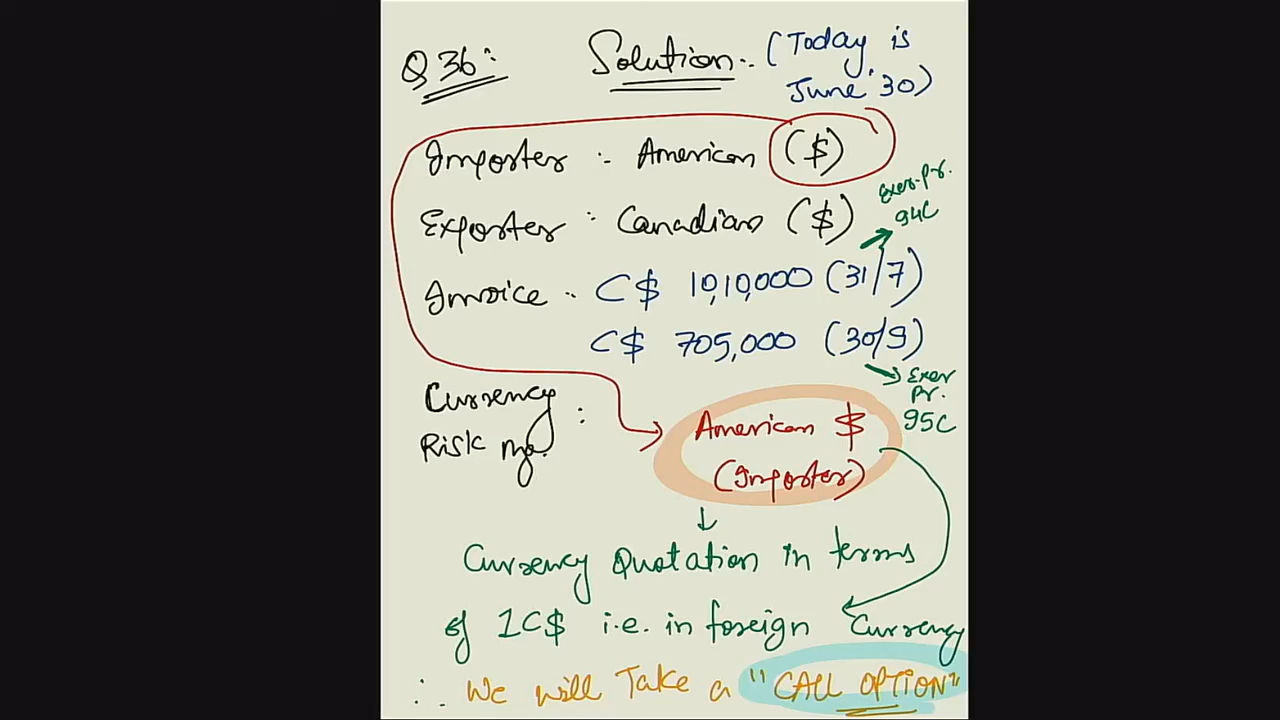 Q 36: Solution:. (Today is
June 30)
Importer :- American ($)
Exporter : Canadian ($)
Exer. Pr.
94C
Invoice :- C$ 10,10,000 (31/7)
C$ 705,000 (30/9)
Exer
Pr.
95C
Currency
Risk Mg. :
American $
(Importer)
↓
Currency Quotation in terms
of 1C$ i.e. in foreign Currency
∴ We will Take a "CALL OPTION"